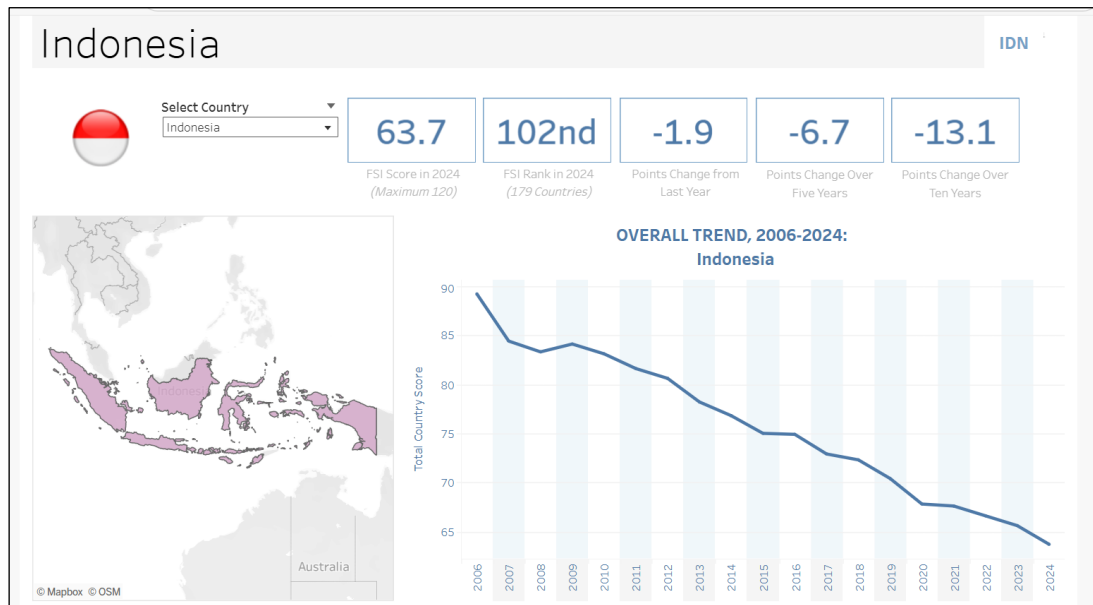 Indonesia
IDN
Select Country
Indonesia
63.7
FSI Score in 2024
(Maximum 120)
102nd
FSI Rank in 2024
(179 Countries)
-1.9
Points Change from
Last Year
-6.7
Points Change Over
Five Years
-13.1
Points Change Over
Ten Years
Indonesia
Australia
© Mapbox © OSM
OVERALL TREND, 2006-2024:
Indonesia
Total Country Score
90
85
80
75
70
65
2006
2007
2008
2009
2010
2011
2012
2013
2014
2015
2016
2017
2018
2019
2020
2021
2022
2023
2024